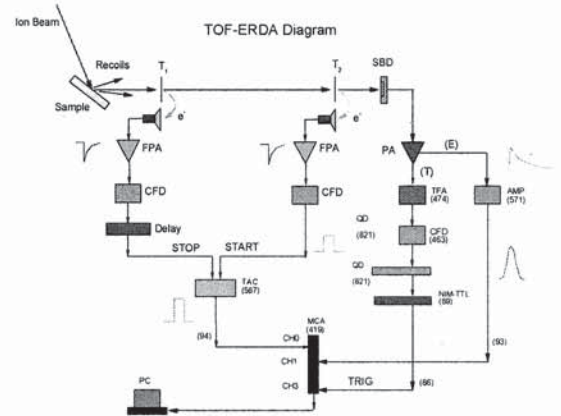 Ion Beam
TOF-ERDA Diagram
Recoils
T1
T2
SBD
Sample
e-
e-
FPA
FPA
PA
(E)
(T)
CFD
CFD
TFA
(474)
AMP
(571)
Delay
QD
(821)
CFD
(463)
STOP
START
QD
(821)
TAC
(567)
NIM-TTL
(89)
MCA
(419)
(94)
CH0
CH1
(93)
PC
CH3
TRIG
(86)